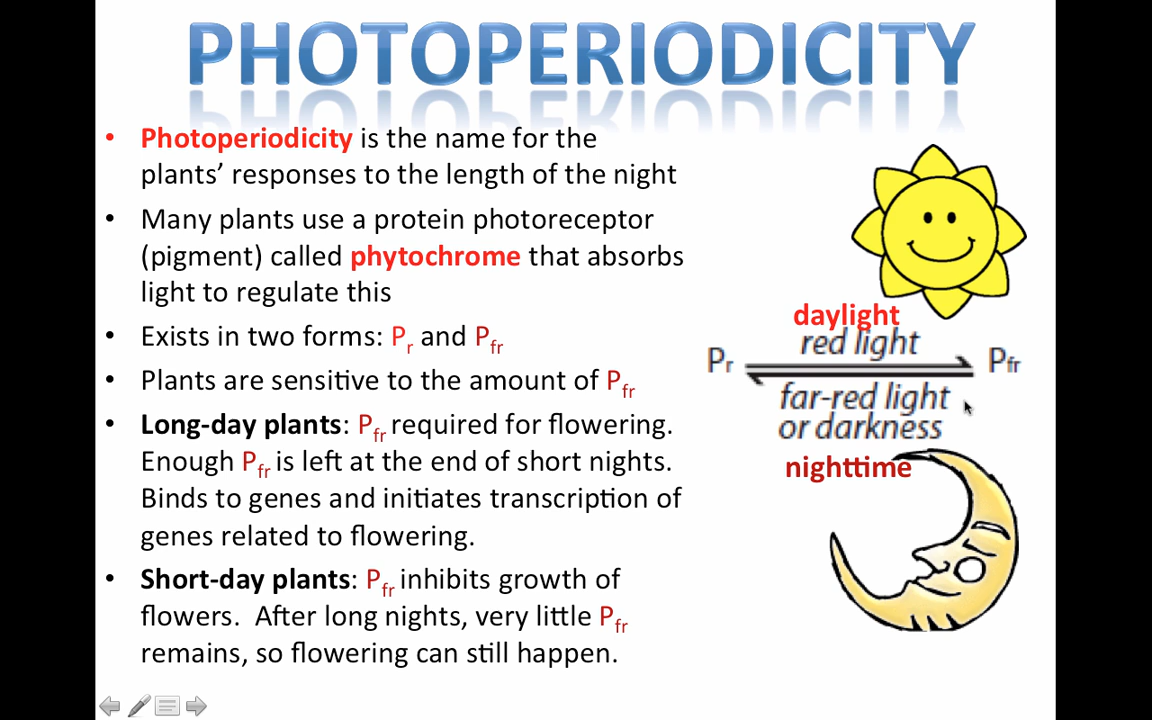 PHOTOPERIODICITY
• Photoperiodicity is the name for the
plants’ responses to the length of the night
• Many plants use a protein photoreceptor
(pigment) called phytochrome that absorbs
light to regulate this
• Exists in two forms: Pr and Pfr
• Plants are sensitive to the amount of Pfr
• Long-day plants: Pfr required for flowering.
Enough Pfr is left at the end of short nights.
Binds to genes and initiates transcription of
genes related to flowering.
• Short-day plants: Pfr inhibits growth of
flowers. After long nights, very little Pfr
remains, so flowering can still happen.
daylight
red light
Pr Pfr
far-red light
or darkness
nighttime